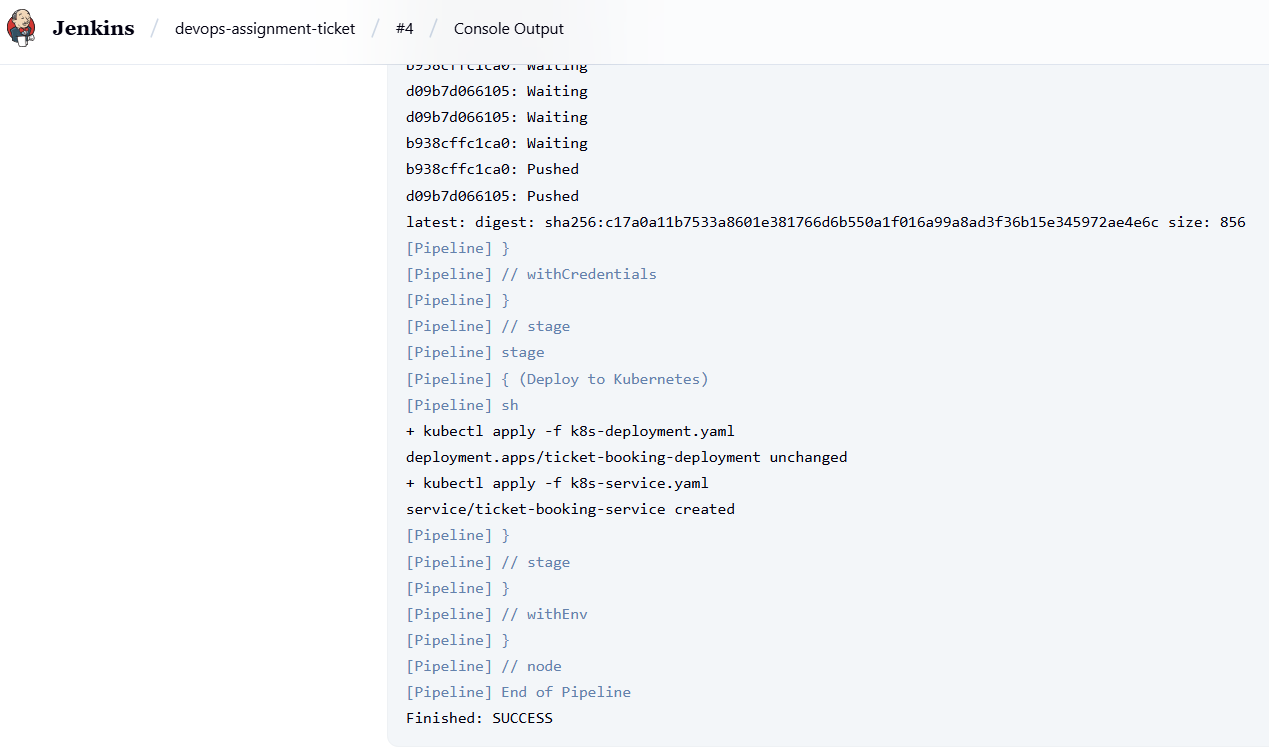 Jenkins / devops-assignment-ticket / #4 / Console Output
b938cffc1ca0: Waiting
d09b7d066105: Waiting
d09b7d066105: Waiting
b938cffc1ca0: Waiting
b938cffc1ca0: Pushed
d09b7d066105: Pushed
latest: digest: sha256:c17a0a11b7533a8601e381766d6b550a1f016a99a8ad3f36b15e345972ae4e6c size: 856
[Pipeline] }
[Pipeline] // withCredentials
[Pipeline] }
[Pipeline] // stage
[Pipeline] stage
[Pipeline] { (Deploy to Kubernetes)
[Pipeline] sh
+ kubectl apply -f k8s-deployment.yaml
deployment.apps/ticket-booking-deployment unchanged
+ kubectl apply -f k8s-service.yaml
service/ticket-booking-service created
[Pipeline] }
[Pipeline] // stage
[Pipeline] }
[Pipeline] // withEnv
[Pipeline] }
[Pipeline] // node
[Pipeline] End of Pipeline
Finished: SUCCESS